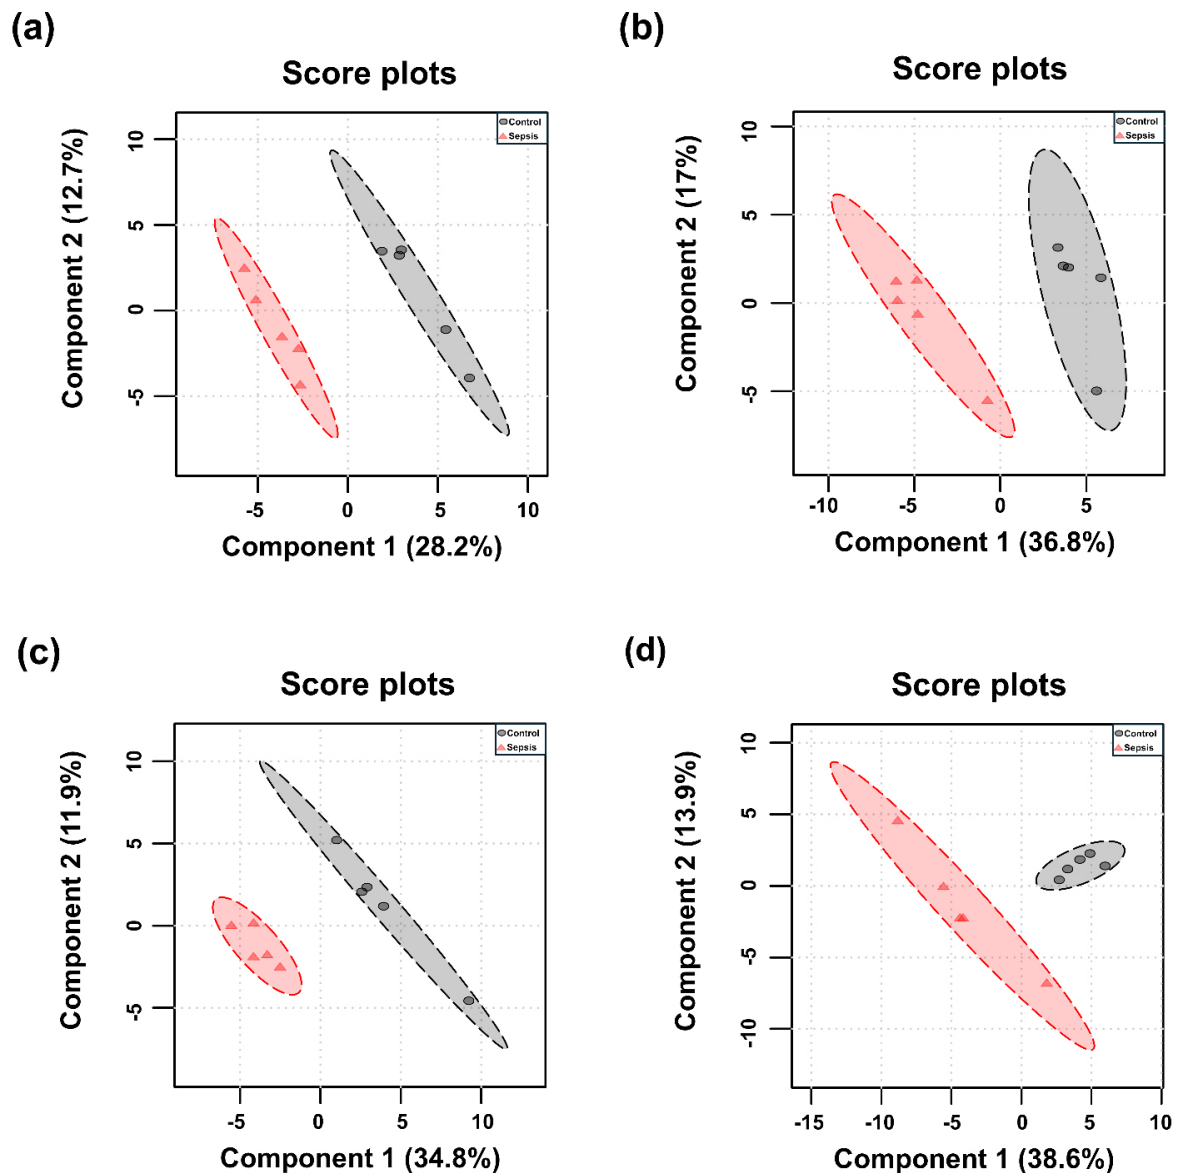 (a)
Score plots
Control
Sepsis
Component 2 (12.7%)
10
5
0
-5
-5
0
5
10
Component 1 (28.2%)
(b)
Score plots
Control
Sepsis
Component 2 (17%)
10
5
0
-5
-10
-5
0
5
Component 1 (36.8%)
(c)
Score plots
Control
Sepsis
Component 2 (11.9%)
10
5
0
-5
-5
0
5
10
Component 1 (34.8%)
(d)
Score plots
Control
Sepsis
Component 2 (13.9%)
10
5
0
-5
-10
-15
-10
-5
0
5
10
Component 1 (38.6%)